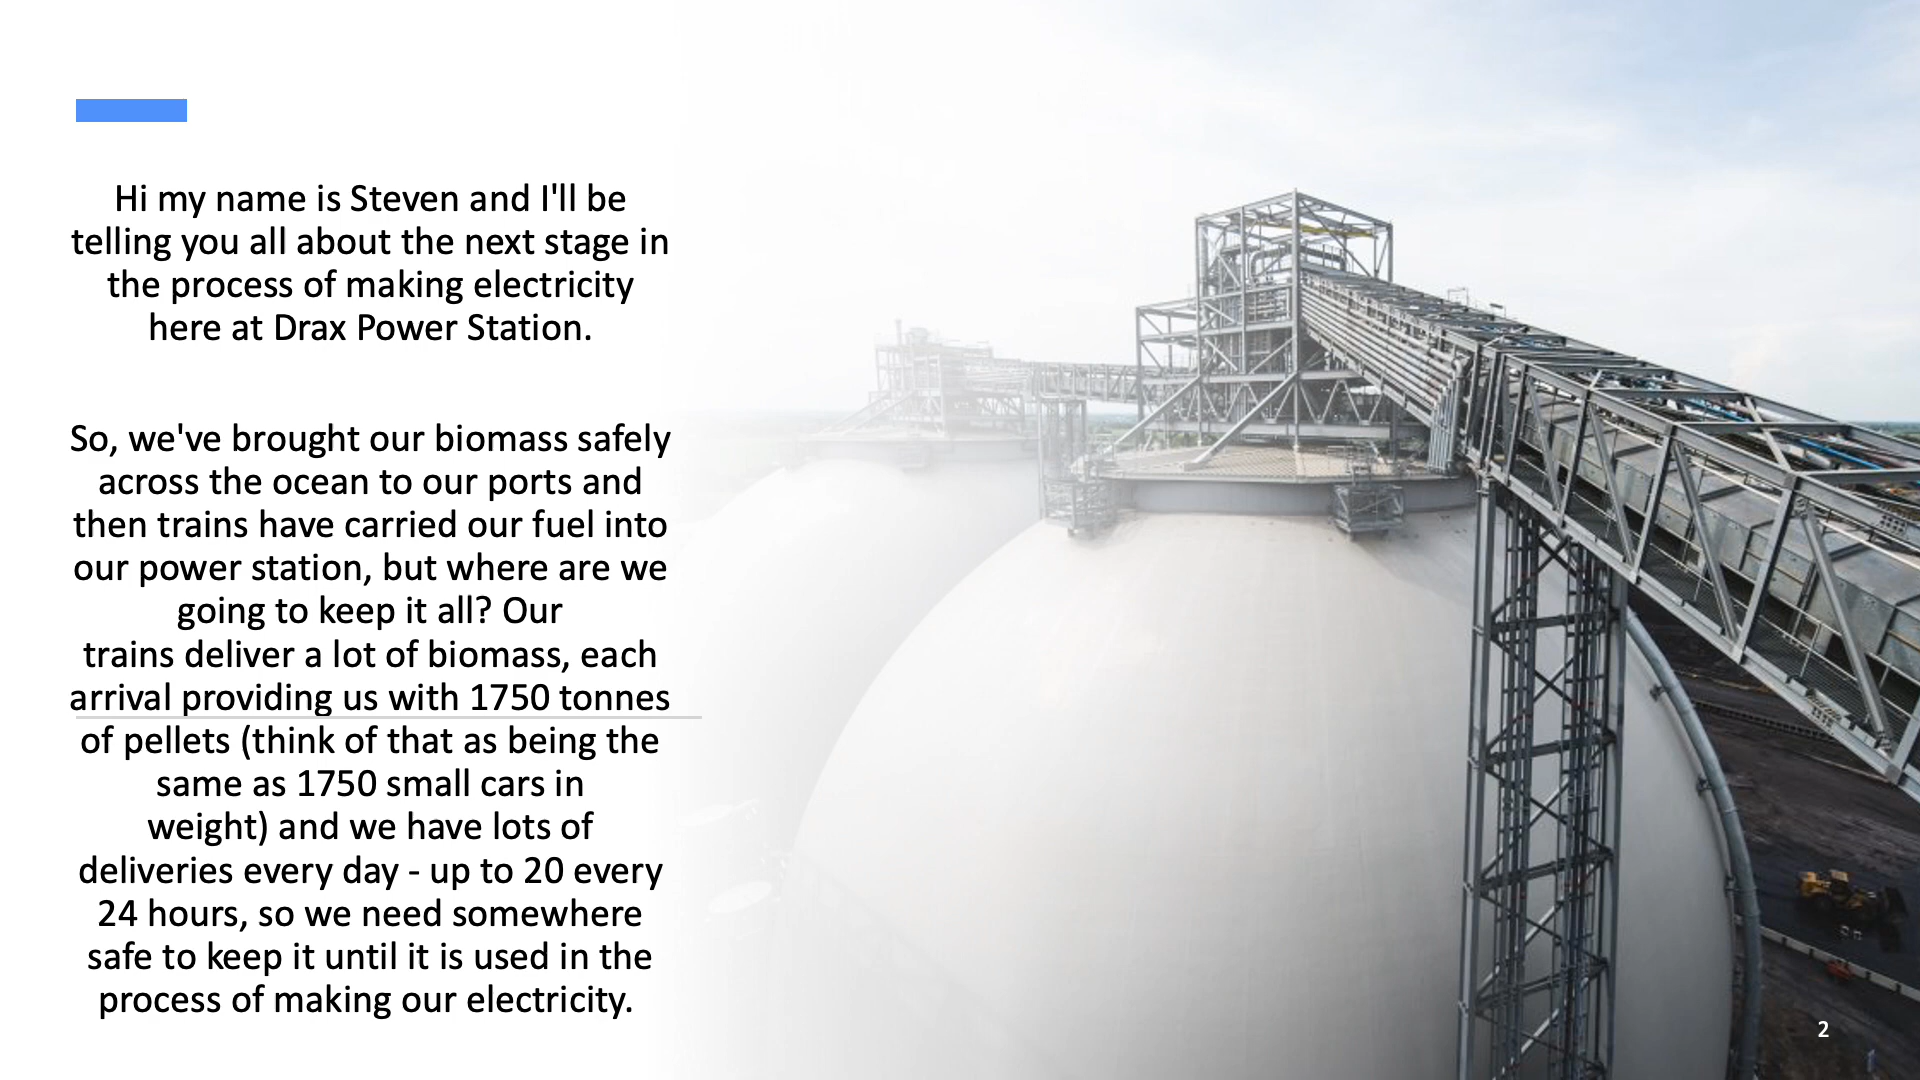 Hi my name is Steven and I'll be
telling you all about the next stage in
the process of making electricity
here at Drax Power Station.
So, we've brought our biomass safely
across the ocean to our ports and
then trains have carried our fuel into
our power station, but where are we
going to keep it all? Our
trains deliver a lot of biomass, each
arrival providing us with 1750 tonnes
of pellets (think of that as being the
same as 1750 small cars in
weight) and we have lots of
deliveries every day - up to 20 every
24 hours, so we need somewhere
safe to keep it until it is used in the
process of making our electricity.
2